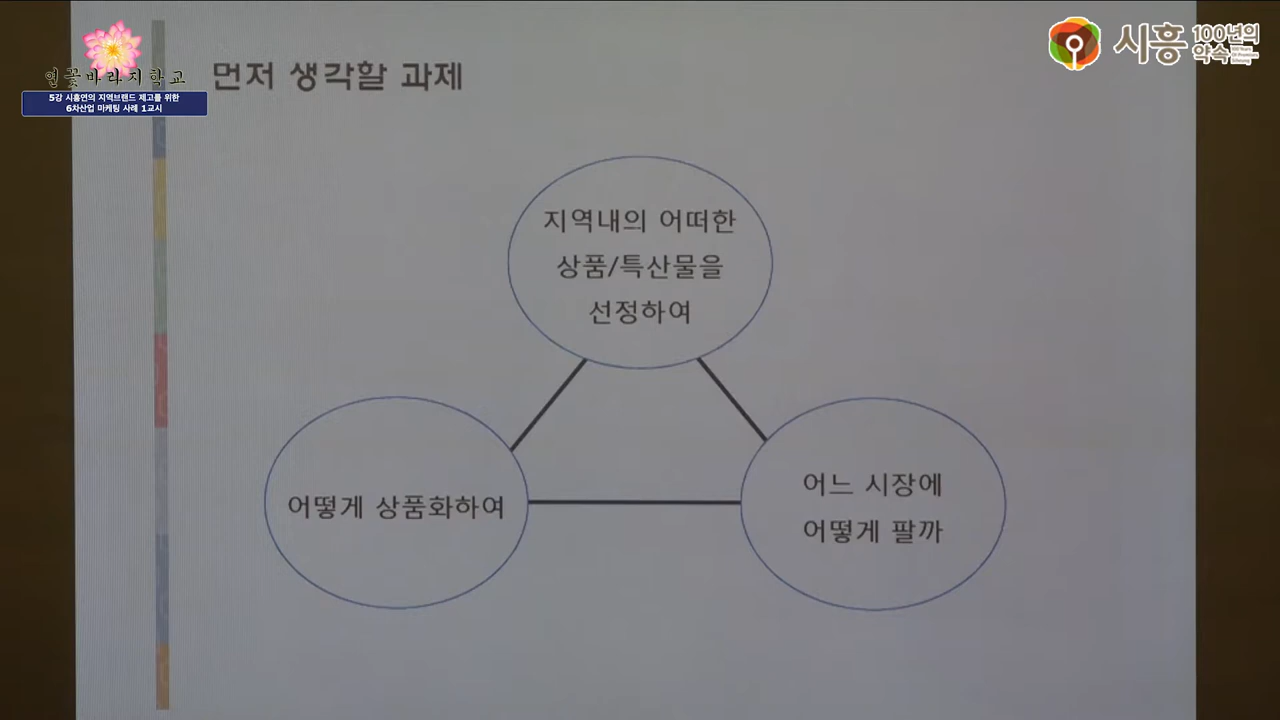 연꽃바라지학교
5강 시흥연의 지역브랜드 제고를 위한
6차산업 마케팅 사례 1교시
시흥 100년의
약속
먼저 생각할 과제
지역내의 어떠한
상품/특산물을
선정하여
어떻게 상품화하여
어느 시장에
어떻게 팔까